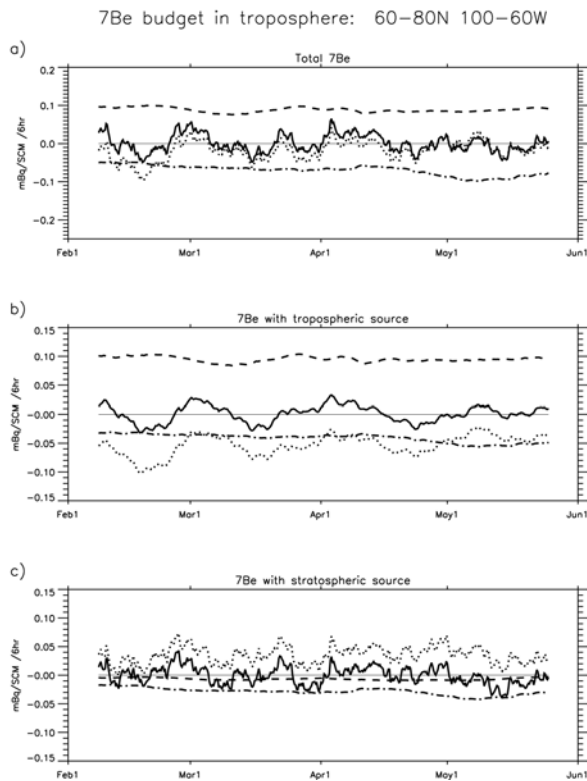 7Be budget in troposphere: 60−80N 100−60W
a)
Total 7Be
0.2
0.1
0.0
−0.1
−0.2
mBq/SCM /6hr
Feb1 Mar1 Apr1 May1 Jun1
b)
7Be with tropospheric source
0.15
0.10
0.05
−0.00
−0.05
−0.10
−0.15
mBq/SCM /6hr
Feb1 Mar1 Apr1 May1 Jun1
c)
7Be with stratospheric source
0.15
0.10
0.05
−0.00
−0.05
−0.10
0.15
mBq/SCM /6hr
Feb1 Mar1 Apr1 May1 Jun1